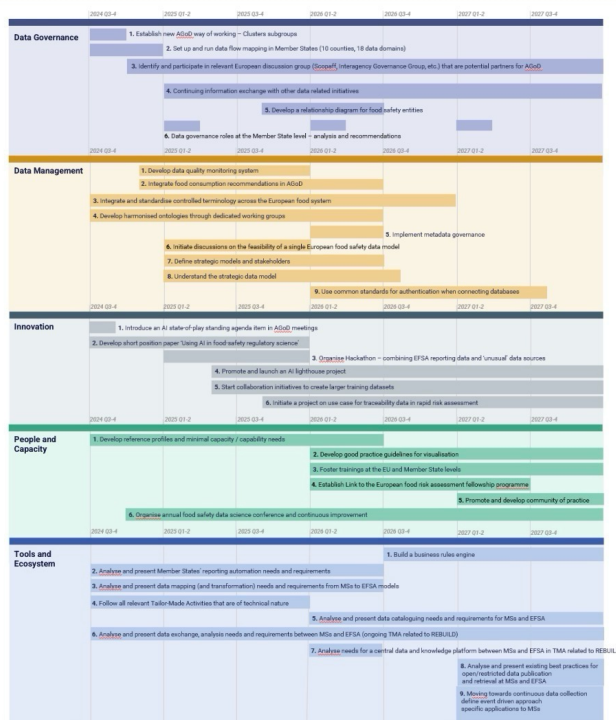 2024 Q3-4 2025 Q1-2 2025 Q3-4 2026 Q1-2 2026 Q3-4 2027 Q1-2 2027 Q3-4
Data Governance
1. Establish new AGoD way of working – Clusters subgroups
2. Set up and run data flow mapping in Member States (10 counties, 18 data domains)
3. Identify and participate in relevant European discussion group (Scopeff, Interagency Governance Group, etc.) that are potential partners for AGoD
4. Continuing information exchange with other data related initiatives
5. Develop a relationship diagram for food safety entities
6. Data governance roles at the Member State level – analysis and recommendations
2024 Q3-4 2025 Q1-2 2025 Q3-4 2026 Q1-2 2026 Q3-4 2027 Q1-2 2027 Q3-4
Data Management
1. Develop data quality monitoring system
2. Integrate food consumption recommendations in AGoD
3. Integrate and standardise controlled terminology across the European food system
4. Develop harmonised ontologies through dedicated working groups
5. Implement metadata governance
6. Initiate discussions on the feasibility of a single European food safety data model
7. Define strategic models and stakeholders
8. Understand the strategic data model
9. Use common standards for authentication when connecting databases
2024 Q3-4 2025 Q1-2 2025 Q3-4 2026 Q1-2 2026 Q3-4 2027 Q1-2 2027 Q3-4
Innovation
1. Introduce an AI state-of-play standing agenda item in AGoD meetings
2. Develop short position paper 'Using AI in food-safety regulatory science'
3. Organise Hackathon – combining EFSA reporting data and 'unusual' data sources
4. Promote and launch an AI lighthouse project
5. Start collaboration initiatives to create larger training datasets
6. Initiate a project on use case for traceability data in rapid risk assessment
2024 Q3-4 2025 Q1-2 2025 Q3-4 2026 Q1-2 2026 Q3-4 2027 Q1-2 2027 Q3-4
People and
Capacity
1 Develop reference profiles and minimal capacity / capability needs
2. Develop good practice guidelines for visualisation
3. Foster trainings at the EU and Member State levels
4. Establish Link to the European food risk assessment fellowship programme
5. Promote and develop community of practice
6. Organise annual food safety data science conference and continuous improvement
2024 Q3-4 2025 Q1-2 2025 Q3-4 2026 Q1-2 2026 Q3-4 2027 Q1-2 2027 Q3-4
Tools and
Ecosystem
1. Build a business rules engine
2. Analyse and present Member States' reporting automation needs and requirements
3. Analyse and present data mapping (and transformation) needs and requirements from MSs to EFSA models
4. Follow all relevant Tailor-Made Activities that are of technical nature
5. Analyse and present data cataloguing needs and requirements for MSs and EFSA
6. Analyse and present data exchange, analysis needs and requirements between MSs and EFSA (ongoing TMA related to REBUILD)
7. Analyse needs for a central data and knowledge platform between MSs and EFSA in TMA related to REBUIL
8. Analyse and present existing best practices for
open/restricted data publication
and retrieval at MSs and EFSA
9. Moving towards continuous data collection
define event driven approach
specific applications to MSs